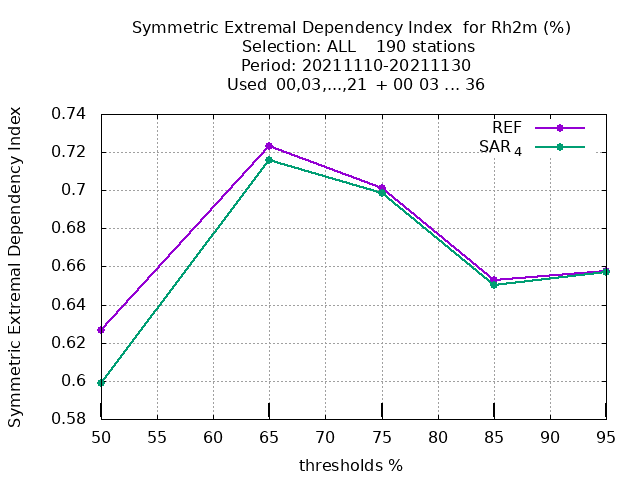 Symmetric Extremal Dependency Index for Rh2m (%)
Selection: ALL 190 stations
Period: 20211110-20211130
Used 00,03,...,21 + 00 03 ... 36
Symmetric Extremal Dependency Index
0.74
0.72
0.7
0.68
0.66
0.64
0.62
0.6
0.58
REF
SAR4
50 55 60 65 70 75 80 85 90 95
thresholds %